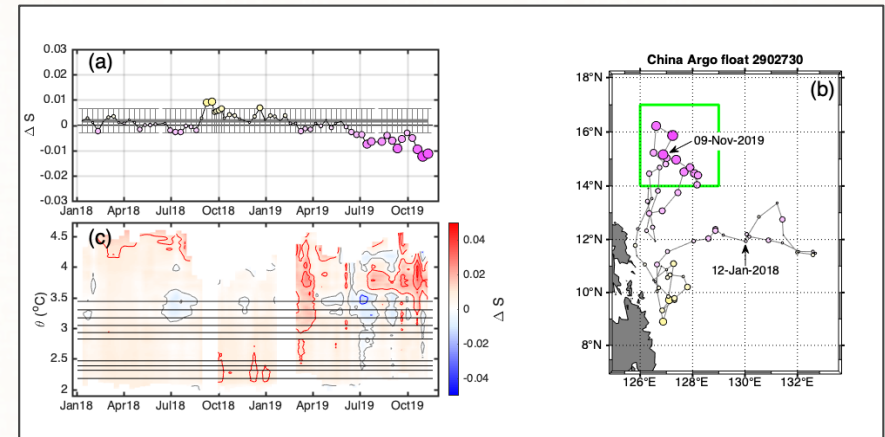 (a)
0.03
0.02
0.01
0
-0.01
-0.02
-0.03
Δ S
Jan18 Apr18 Jul18 Oct18 Jan19 Apr19 Jul19 Oct19
(c)
4.5
4
3.5
3
2.5
2
θ (°C)
Jan18 Apr18 Jul18 Oct18 Jan19 Apr19 Jul19 Oct19
0.04
0.02
0
-0.02
-0.04
Δ S
China Argo float 2902730
(b)
18°N
16°N
14°N
12°N
10°N
8°N
09-Nov-2019
12-Jan-2018
126°E 128°E 130°E 132°E